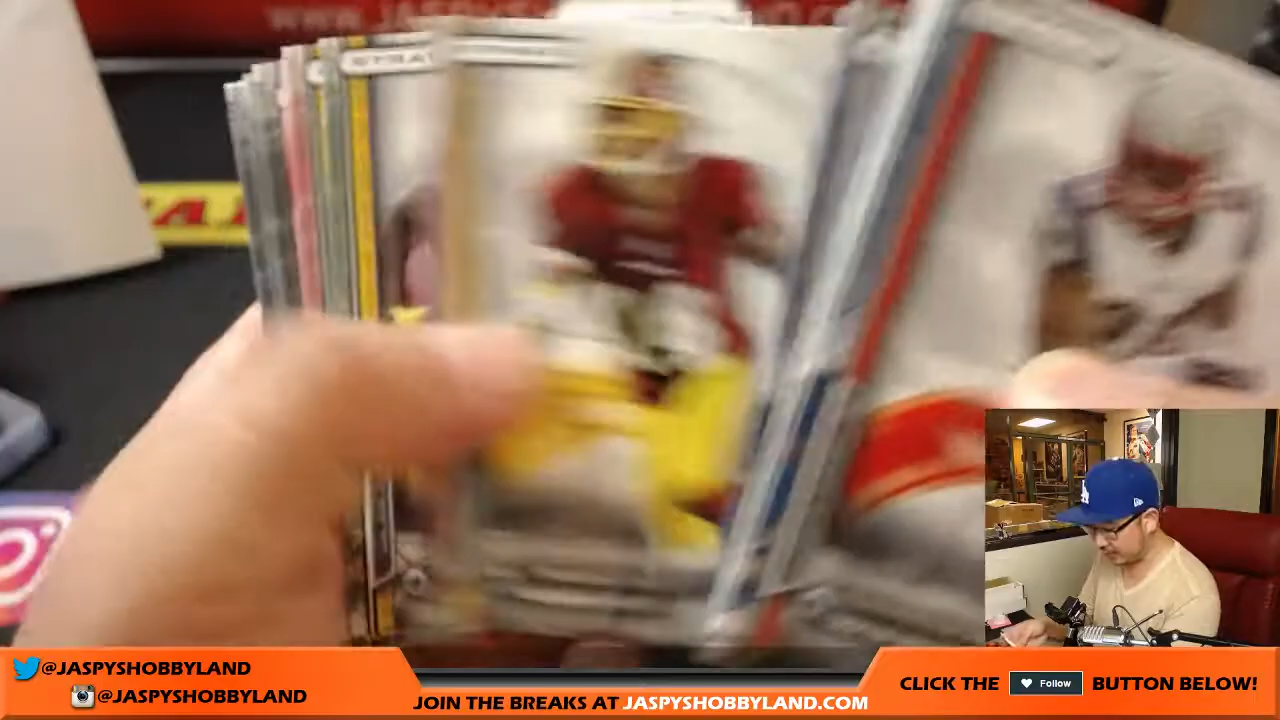 @JASPYSHOBBYLAND
@JASPYSHOBBYLAND
JOIN THE BREAKS AT JASPYSHOBBYLAND.COM
CLICK THE Follow BUTTON BELOW!